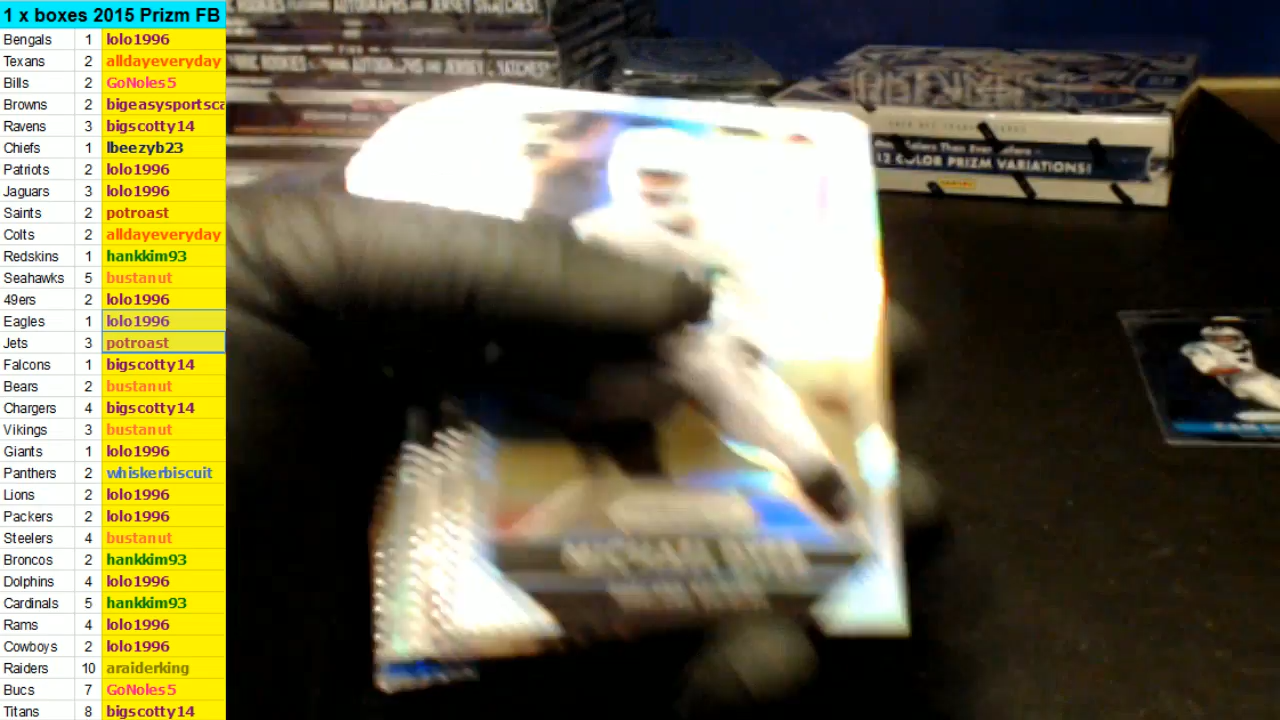 1 x boxes 2015 Prizm FB
Bengals 1 lolo1996
Texans 2 alldayeveryday
Bills 2 GoNoles5
Browns 2 bigeasysportsca
Ravens 3 bigscotty14
Chiefs 1 lbeezyb23
Patriots 2 lolo1996
Jaguars 3 lolo1996
Saints 2 potroast
Colts 2 alldayeveryday
Redskins 1 hankkim93
Seahawks 5 bustanut
49ers 2 lolo1996
Eagles 1 lolo1996
Jets 3 potroast
Falcons 1 bigscotty14
Bears 2 bustanut
Chargers 4 bigscotty14
Vikings 3 bustanut
Giants 1 lolo1996
Panthers 2 whiskerbiscuit
Lions 2 lolo1996
Packers 2 lolo1996
Steelers 4 bustanut
Broncos 2 hankkim93
Dolphins 4 lolo1996
Cardinals 5 hankkim93
Rams 4 lolo1996
Cowboys 2 lolo1996
Raiders 10 araiderking
Bucs 7 GoNoles5
Titans 8 bigscotty14
AUTOGRAPHS AND JERSEY SWATCHES!
12 COLOR PRIZM VARIATIONS!
MICHAEL